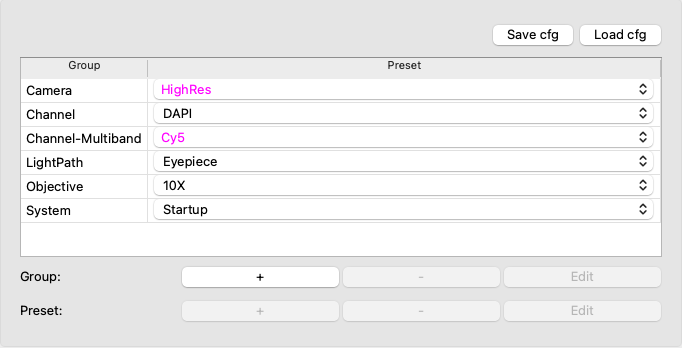 Save cfg Load cfg
Group Preset
Camera HighRes
Channel DAPI
Channel-Multiband Cy5
LightPath Eyepiece
Objective 10X
System Startup
Group: + - Edit
Preset: + - Edit